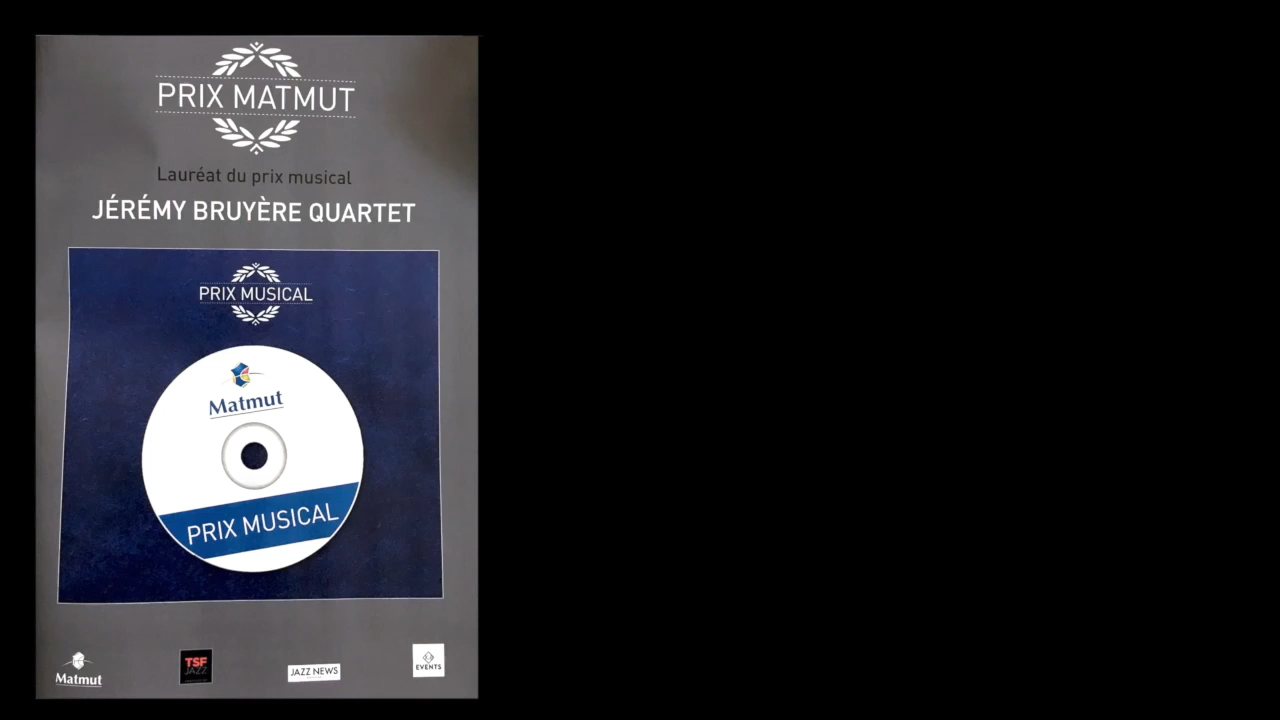 PRIX MATMUT
Lauréat du prix musical
JÉRÉMY BRUYÈRE QUARTET
PRIX MUSICAL
Matmut
PRIX MUSICAL
Matmut
TSF
JAZZ
JAZZ NEWS
EVENTS